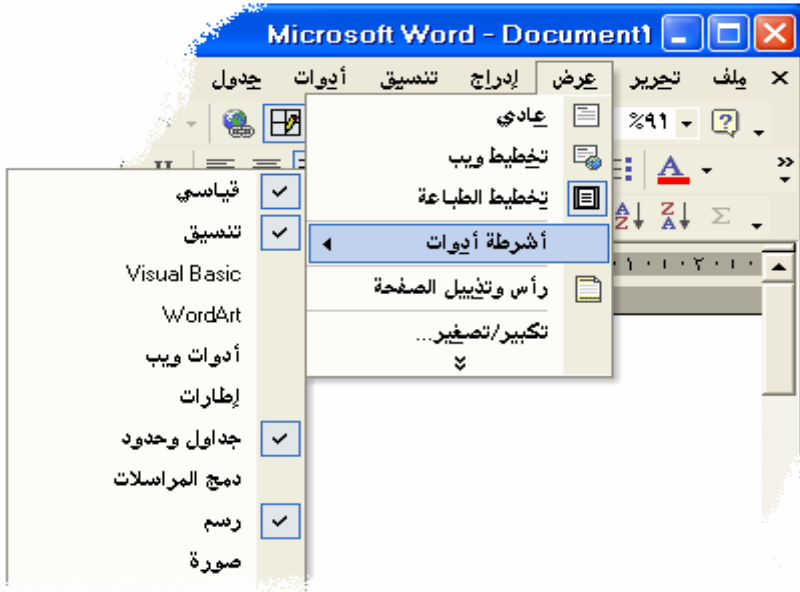 Microsoft Word - Document١
ملف تحرير عرض إدراج تنسيق أدوات جدول
%٩١
عادي
تخطيط ويب
تخطيط الطباعة
أشرطة أدوات
رأس وتذييل الصفحة
تكبير/تصغير...
قياسي
تنسيق
Visual Basic
WordArt
أدوات ويب
إطارات
جداول وحدود
دمج المراسلات
رسم
صورة